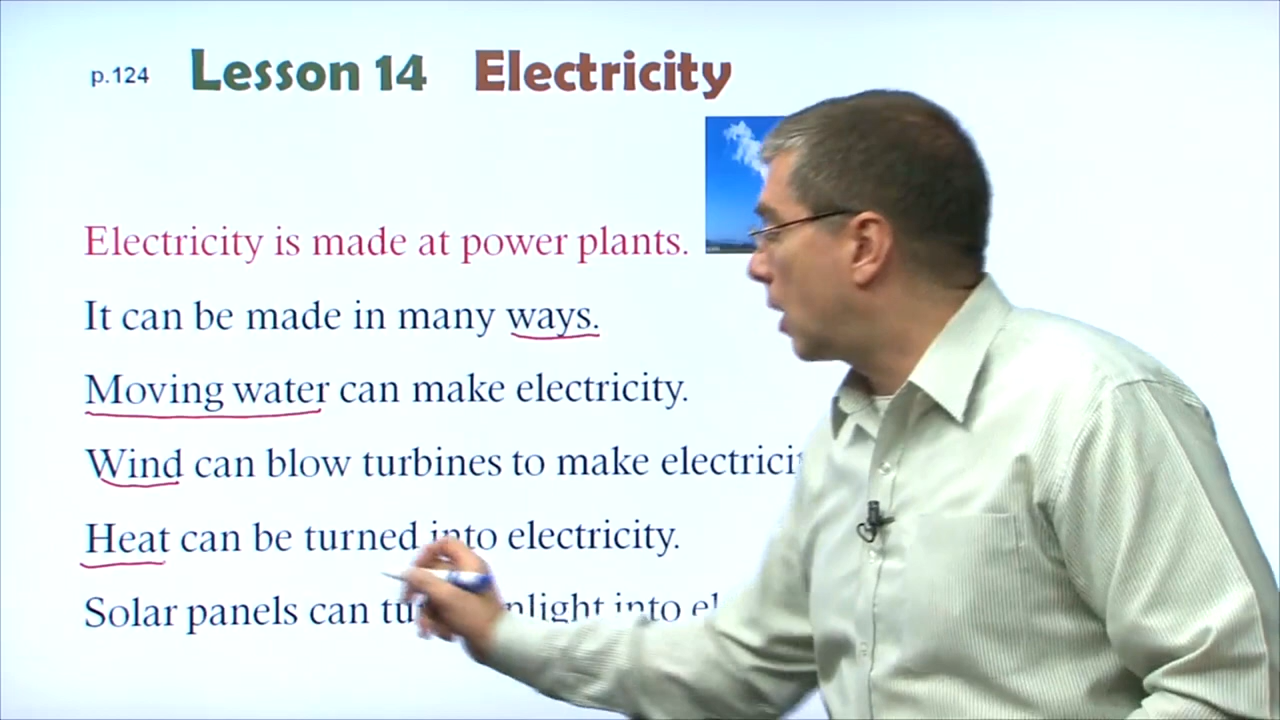 p.124 Lesson 14 Electricity
Electricity is made at power plants.
It can be made in many ways.
Moving water can make electricity.
Wind can blow turbines to make
Heat can be turned into electricity.
Solar panels can into